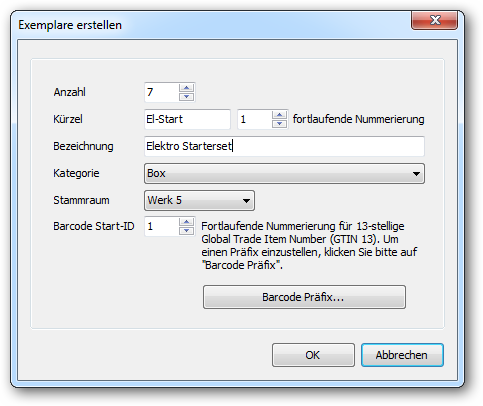 Exemplare erstellen
Anzahl 7
Kürzel El-Start 1 fortlaufende Nummerierung
Bezeichnung Elektro Starterset
Kategorie Box
Stammraum Werk 5
Barcode Start-ID 1 Fortlaufende Nummerierung für 13-stellige
Global Trade Item Number (GTIN 13). Um
einen Präfix einzustellen, klicken Sie bitte auf
"Barcode Präfix".
Barcode Präfix...
OK Abbrechen